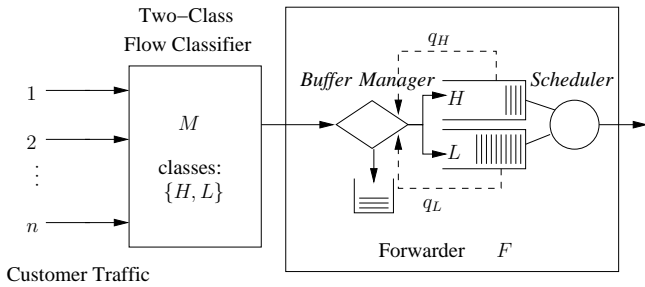 Two–Class
Flow Classifier
1
2
⋮
n
M
classes:
{H, L}
Customer Traffic
Buffer Manager
Scheduler
q_H
H
L
q_L
Forwarder F